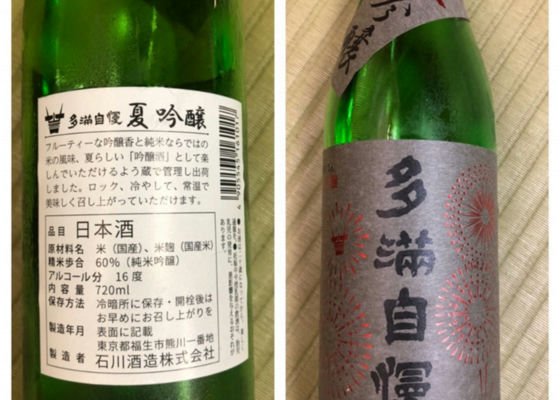 多満自慢 夏吟醸
フルーティーな吟醸香と純米ならではの
米の風味、夏らしい「吟醸酒」として楽
しんでいただけるよう蔵で管理し出荷
しました。ロック、冷やして、常温で
美味しく召し上がっていただけます。
品目 日本酒
原材料名 米（国産）、米麹（国産米）
精米歩合 60%（純米吟醸）
アルコール分 16度
内容量 720ml
保存方法 冷暗所に保存・開栓後は
お早めにお召し上がりを
製造年月 表面に記載
東京都福生市熊川一番地
製造者 石川酒造株式会社
吟醸
多満自慢